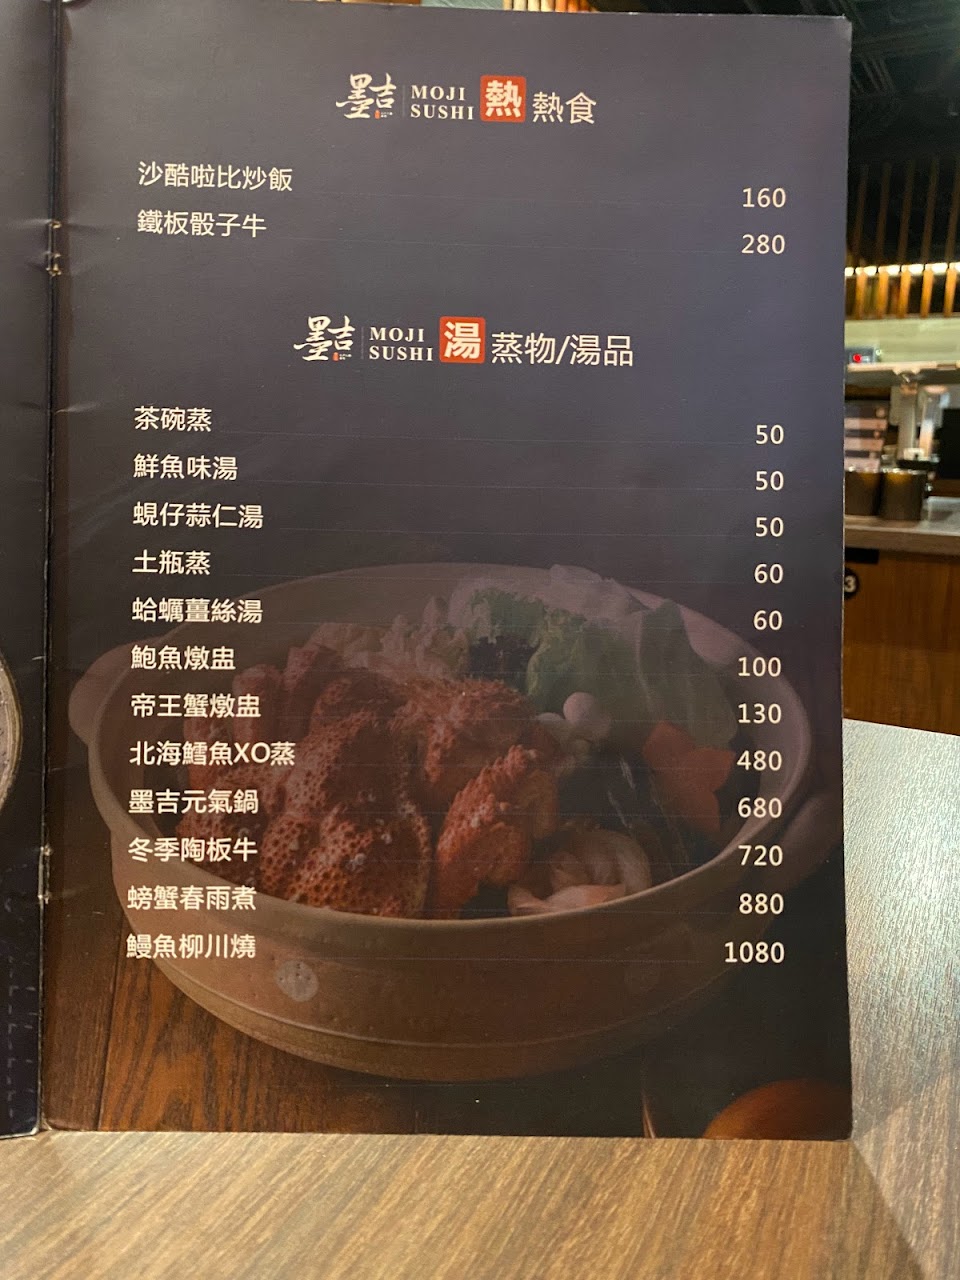 墨吉 MOJI SUSHI 熱 熱食
沙酷啦比炒飯 160
鐵板骰子牛 280
墨吉 MOJI SUSHI 湯 蒸物/湯品
茶碗蒸 50
鮮魚味湯 50
蜆仔蒜仁湯 50
土瓶蒸 60
蛤蠣薑絲湯 60
鮑魚燉盅 100
帝王蟹燉盅 130
北海鱈魚XO蒸 480
墨吉元氣鍋 680
冬季陶板牛 720
螃蟹春雨煮 880
鰻魚柳川燒 1080
3